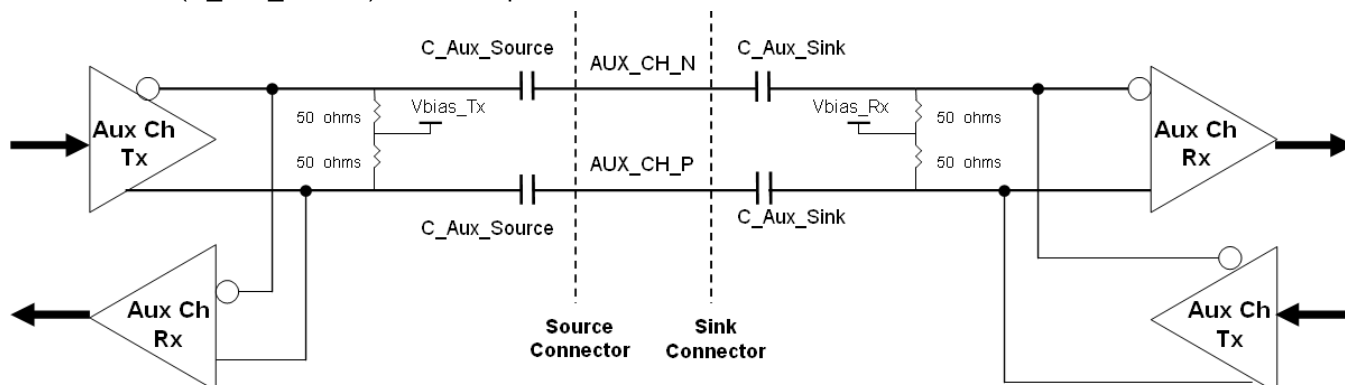 C_Aux_Source
AUX_CH_N
C_Aux_Sink
Aux Ch
Tx
50 ohms
Vbias_Tx
50 ohms
Vbias_Rx
50 ohms
50 ohms
Aux Ch
Rx
AUX_CH_P
C_Aux_Source
C_Aux_Sink
Aux Ch
Rx
Source
Connector
Sink
Connector
Aux Ch
Tx